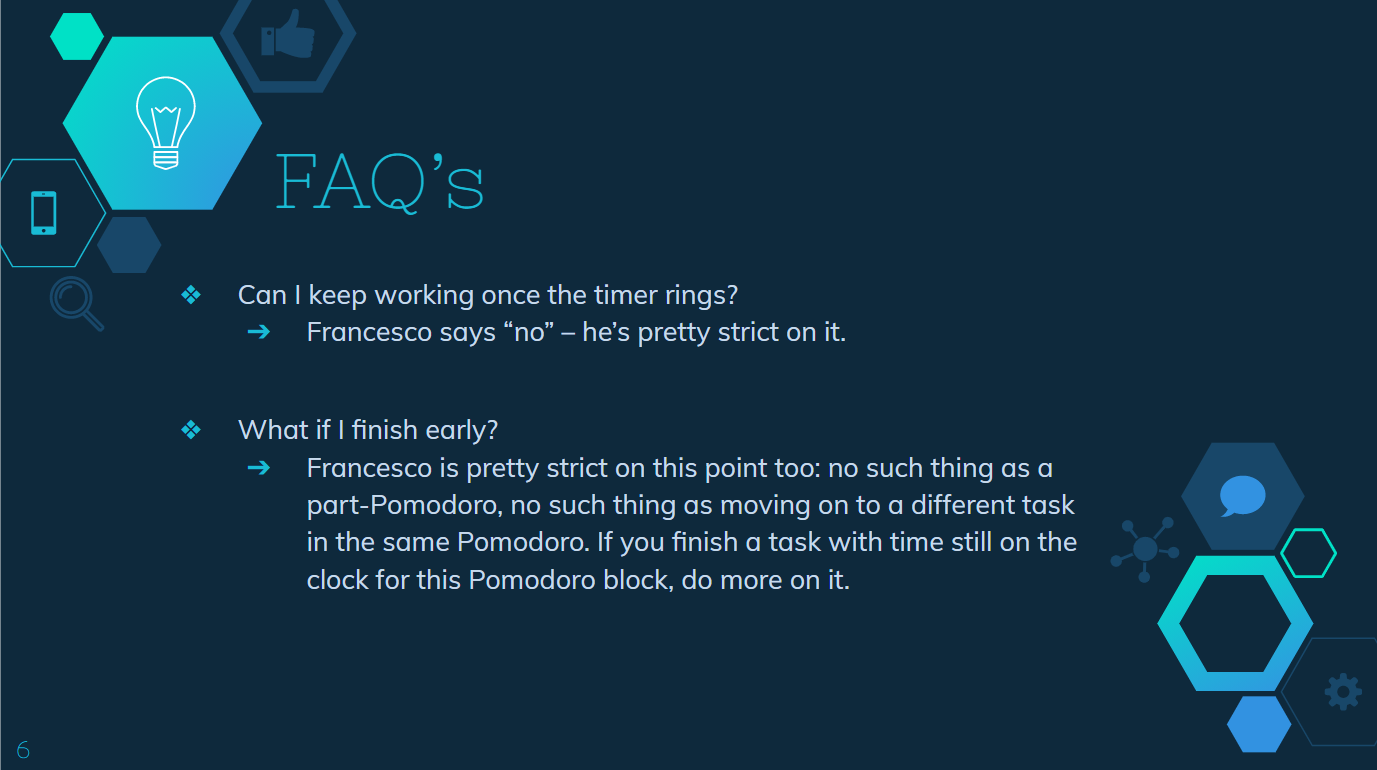 FAQ’s
❖ Can I keep working once the timer rings?
➔ Francesco says “no” – he’s pretty strict on it.
❖ What if I finish early?
➔ Francesco is pretty strict on this point too: no such thing as a
part-Pomodoro, no such thing as moving on to a different task
in the same Pomodoro. If you finish a task with time still on the
clock for this Pomodoro block, do more on it.
6